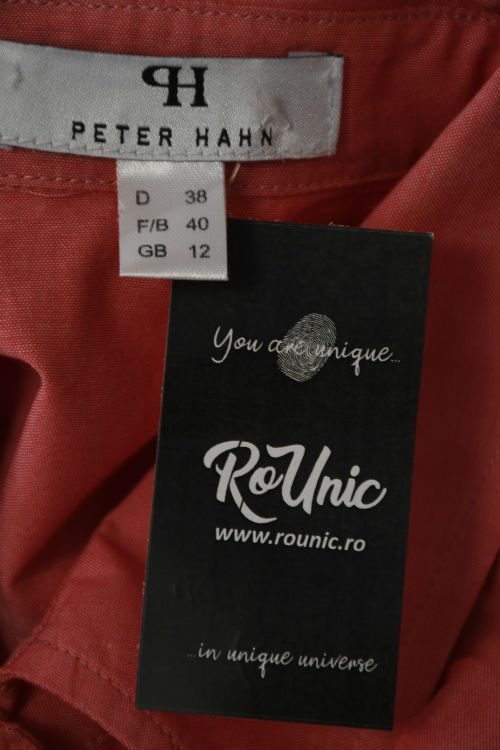 PH
PETER HAHN
D 38
F/B 40
GB 12
You are unique...
RoUnic
www.rounic.ro
...in unique universe